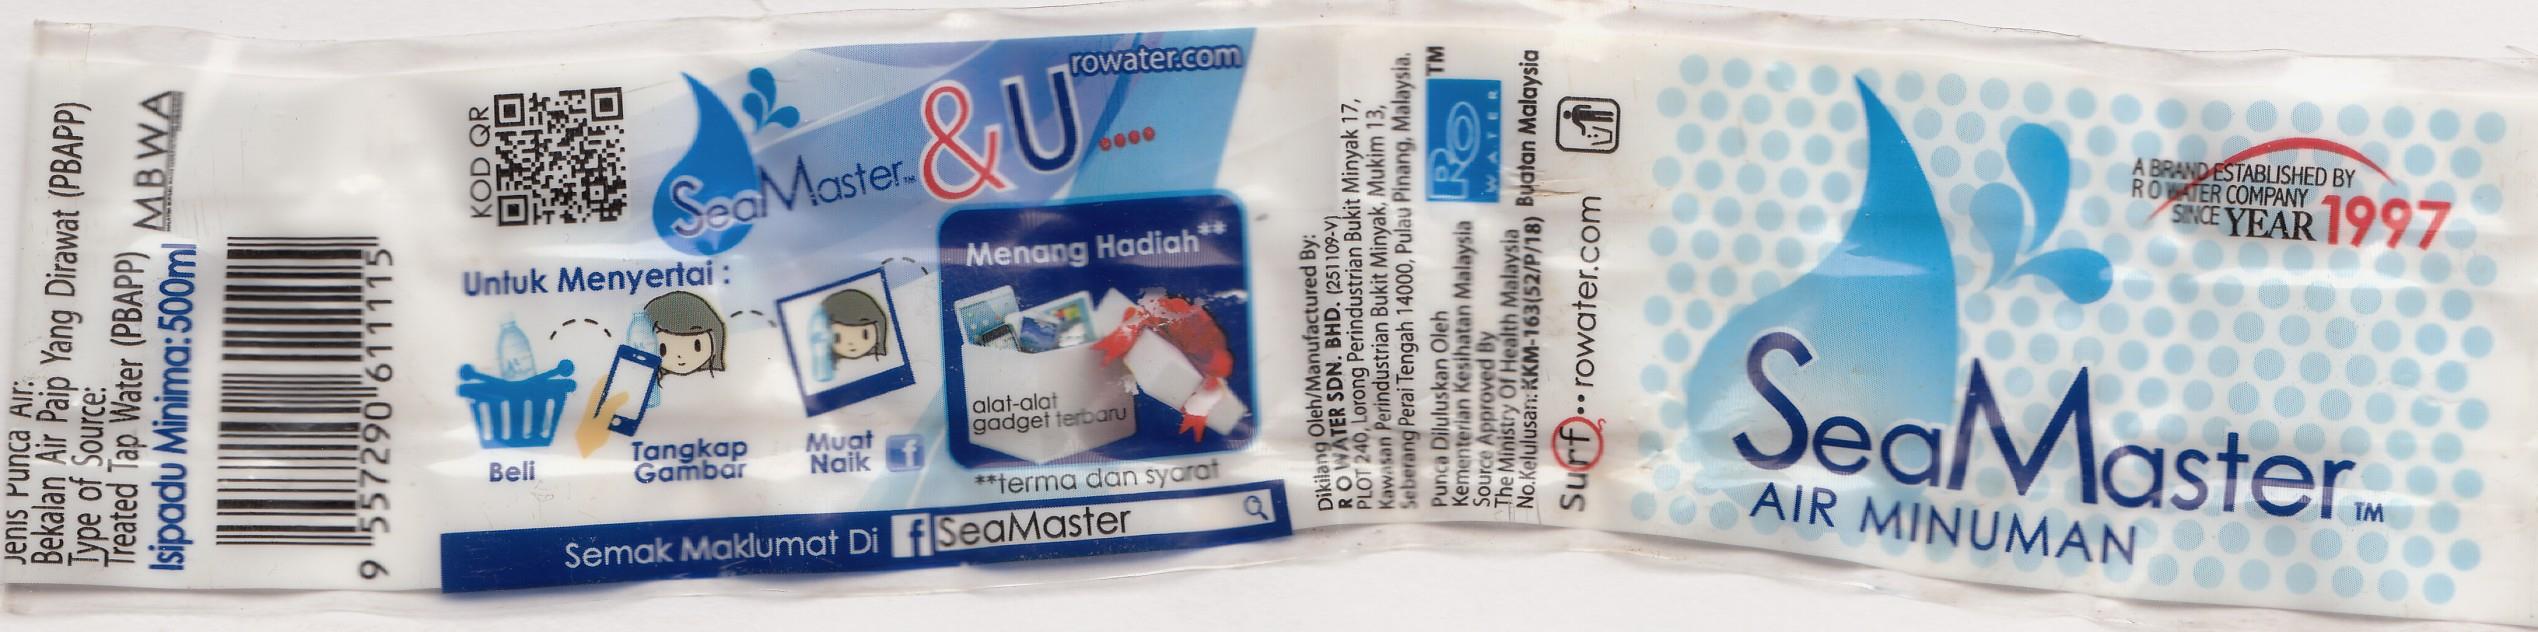 Jenis Punca Air:
Bekalan Air Paip Yang Dirawat (PBAPP)
Type of Source:
Treated Tap Water (PBAPP)
MBWA
Isipadu Minima: 500ml
9 557290 611115
KOD QR
SeaMaster™ & U....
rowater.com
Untuk Menyertai :
Beli
Tangkap
Gambar
Muat
Naik
f
Menang Hadiah**
alat-alat
gadget terbaru
**terma dan syarat
Semak Maklumat Di f SeaMaster
Dikilang Oleh/Manufactured By:
R O WATER SDN. BHD. (251109-V)
PLOT 240, Lorong Perindustrian Bukit Minyak 17,
Kawasan Perindustrian Bukit Minyak, Mukim 13,
Seberang Perai Tengah 14000, Pulau Pinang, Malaysia.
RO WATER TM
Punca Diluluskan Oleh
Kementerian Kesihatan Malaysia
Source Approved By
The Ministry Of Health Malaysia
No.Kelulusan: KKM-163(52/P/18) Buatan Malaysia
surf...rowater.com
A BRAND ESTABLISHED BY
R O WATER COMPANY
SINCE YEAR 1997
SeaMaster™
AIR MINUMAN